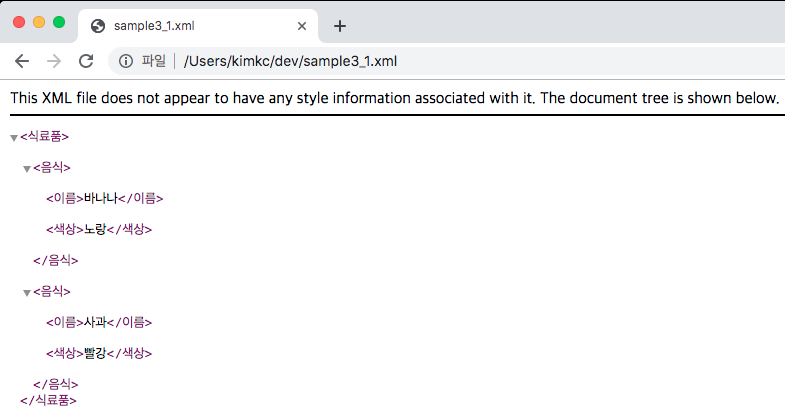 sample3_1.xml
파일 | /Users/kimkc/dev/sample3_1.xml
This XML file does not appear to have any style information associated with it. The document tree is shown below.
<식료품>
<음식>
<이름>바나나</이름>
<색상>노랑</색상>
</음식>
<음식>
<이름>사과</이름>
<색상>빨강</색상>
</음식>
</식료품>